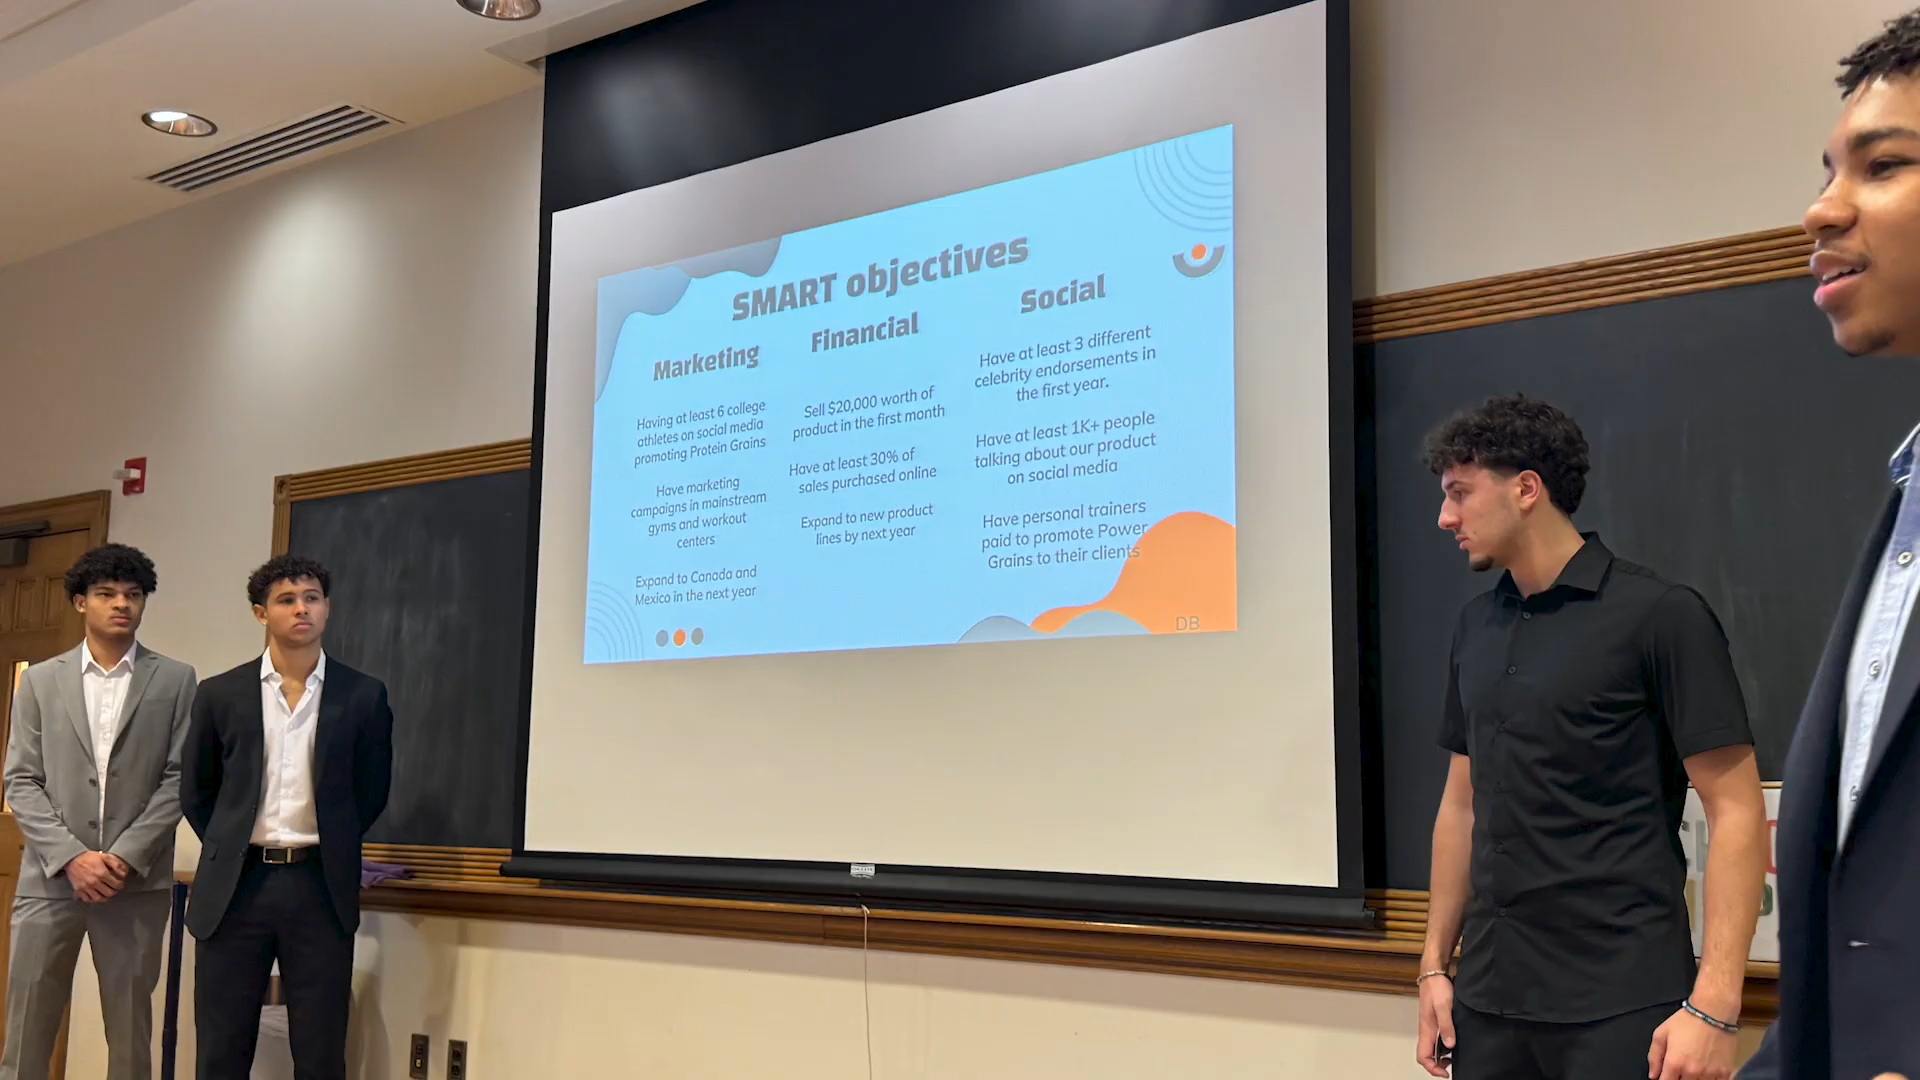 SMART objectives
Marketing
Having at least 6 college
athletes on social media
promoting Protein Grains
Have marketing
campaigns in mainstream
gyms and workout
centers
Expand to Canada and
Mexico in the next year
Financial
Sell $20,000 worth of
product in the first month
Have at least 30% of
sales purchased online
Expand to new product
lines by next year
Social
Have at least 3 different
celebrity endorsements in
the first year.
Have at least 1K+ people
talking about our product
on social media
Have personal trainers
paid to promote Power
Grains to their clients
DB